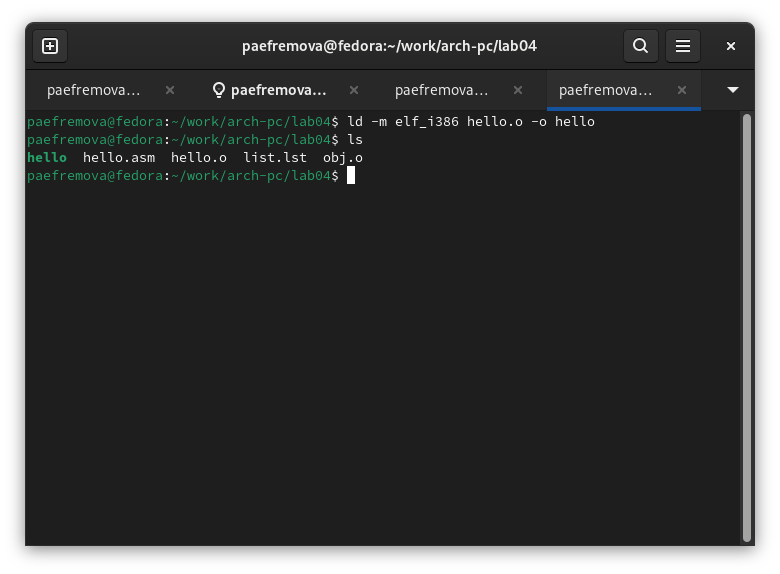 paefremova@fedora:~/work/arch-pc/lab04
paefremova... paefremova... paefremova... paefremova...
paefremova@fedora:~/work/arch-pc/lab04$ ld -m elf_i386 hello.o -o hello
paefremova@fedora:~/work/arch-pc/lab04$ ls
hello  hello.asm  hello.o  list.lst  obj.o
paefremova@fedora:~/work/arch-pc/lab04$